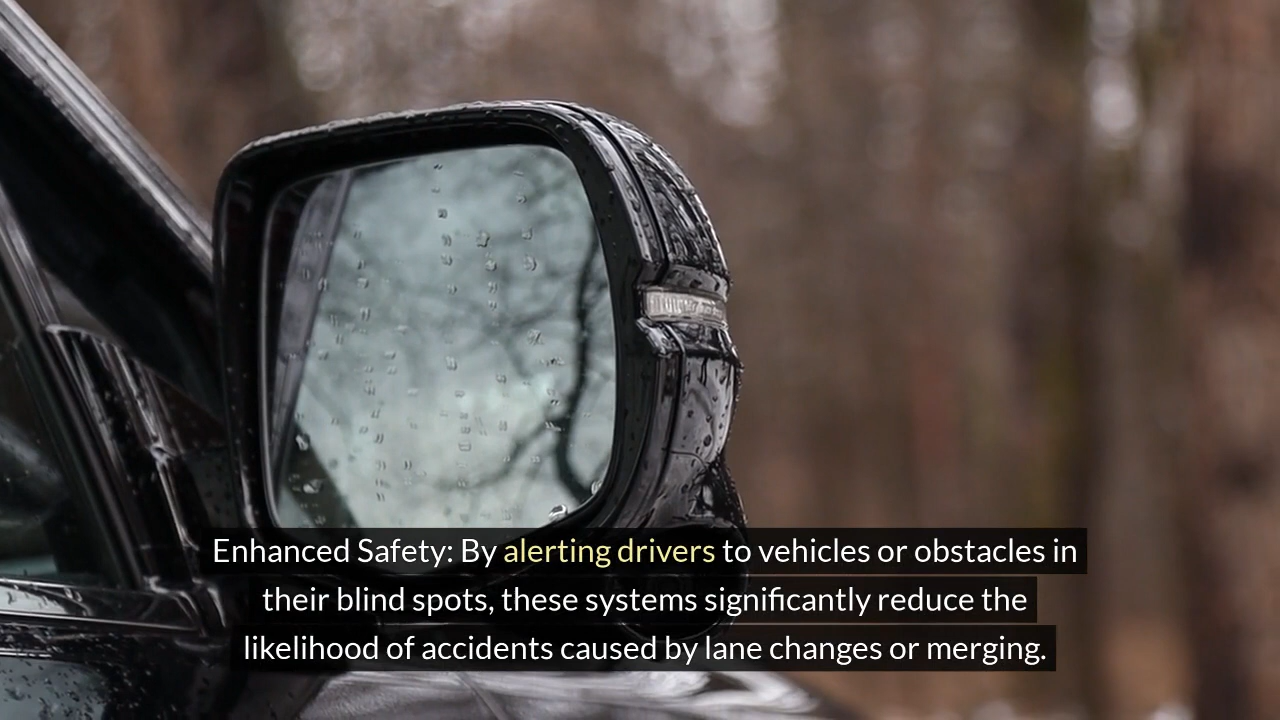 Enhanced Safety: By alerting drivers to vehicles or obstacles in
their blind spots, these systems significantly reduce the
likelihood of accidents caused by lane changes or merging.